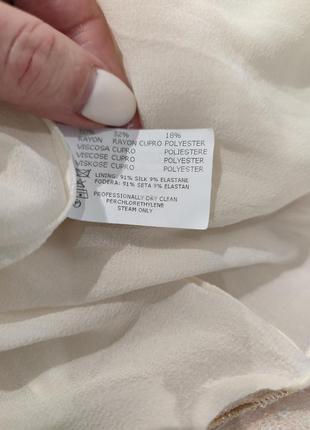 32% 18%
RAYON RAYON CUPRO POLYESTER
VISCOSA CUPRO POLIESTERE
VISCOSE CUPRO POLYESTER
VISKOSE CUPRO POLYESTER
LINING: 91% SILK 9% ELASTANE
FODERA: 91% SETA 9% ELASTAN
PROFESSIONALLY DRY CLEAN
PERCHLORETHYLENE
STEAM ONLY